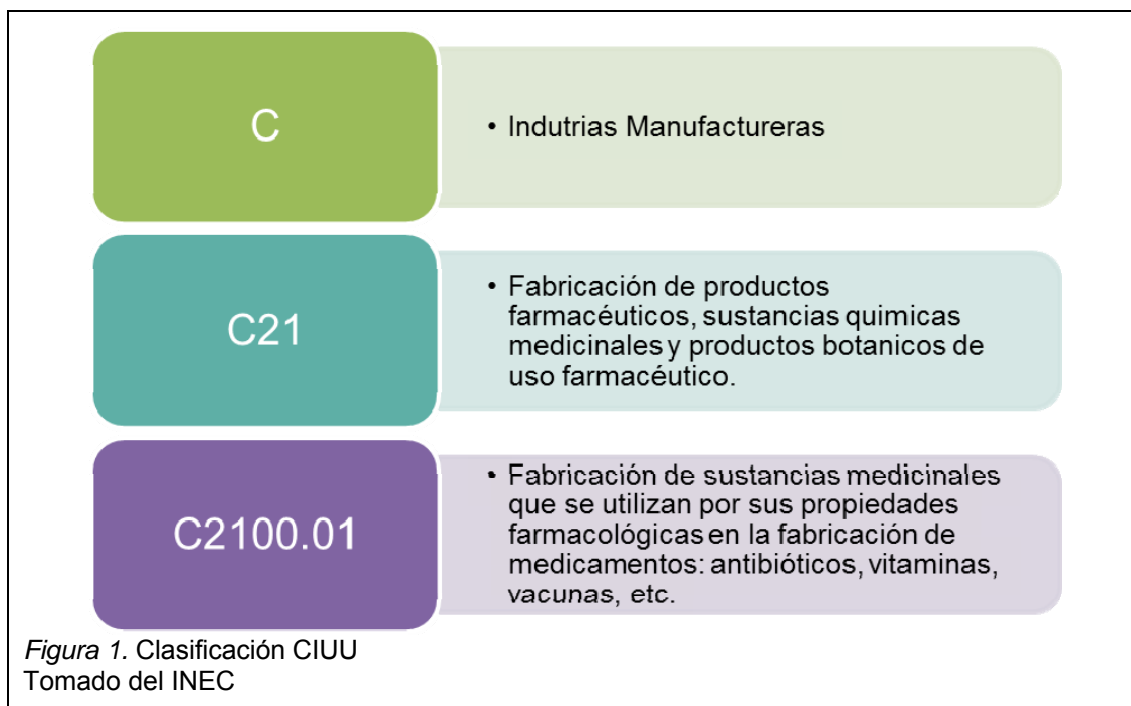 C
• Indutrias Manufactureras
C21
• Fabricación de productos
farmacéuticos, sustancias quimicas
medicinales y productos botanicos de
uso farmacéutico.
C2100.01
• Fabricación de sustancias medicinales
que se utilizan por sus propiedades
farmacológicas en la fabricación de
medicamentos: antibióticos, vitaminas,
vacunas, etc.
Figura 1. Clasificación CIUU
Tomado del INEC